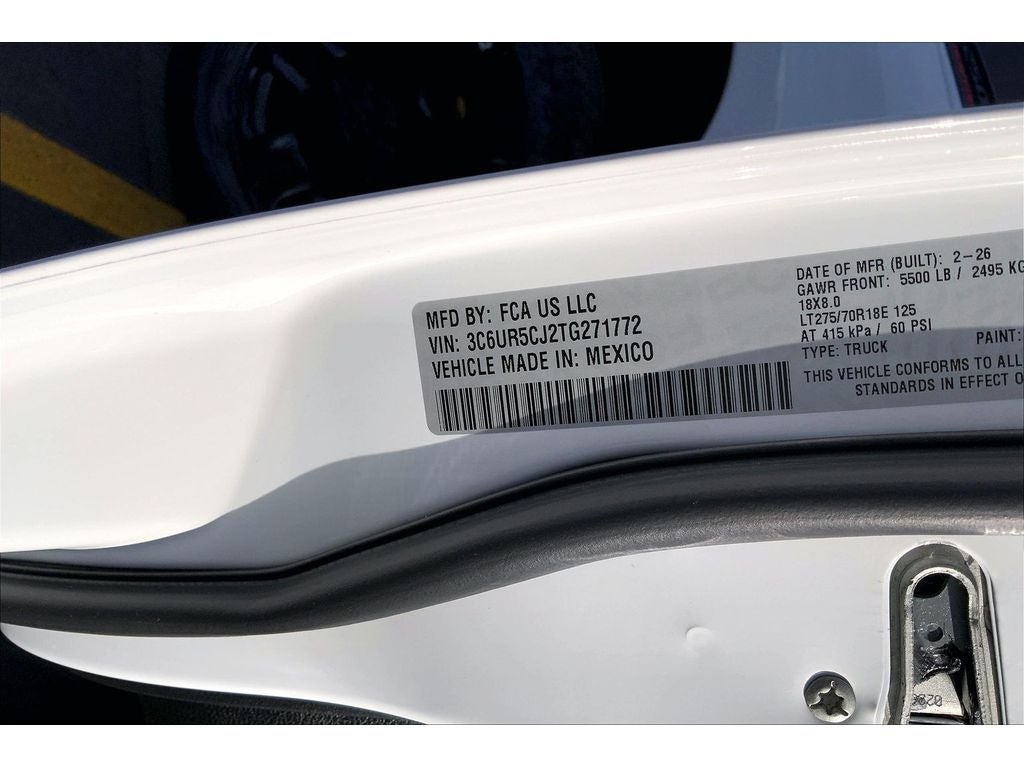 MFD BY: FCA US LLC
VIN: 3C6UR5CJ2TG271772
VEHICLE MADE IN: MEXICO
DATE OF MFR (BUILT): 2-26
GAWR FRONT: 5500 LB / 2495 KG
18X8.0
LT275/70R18E 125
AT 415 kPa / 60 PSI
TYPE: TRUCK PAINT:
THIS VEHICLE CONFORMS TO ALL
STANDARDS IN EFFECT O